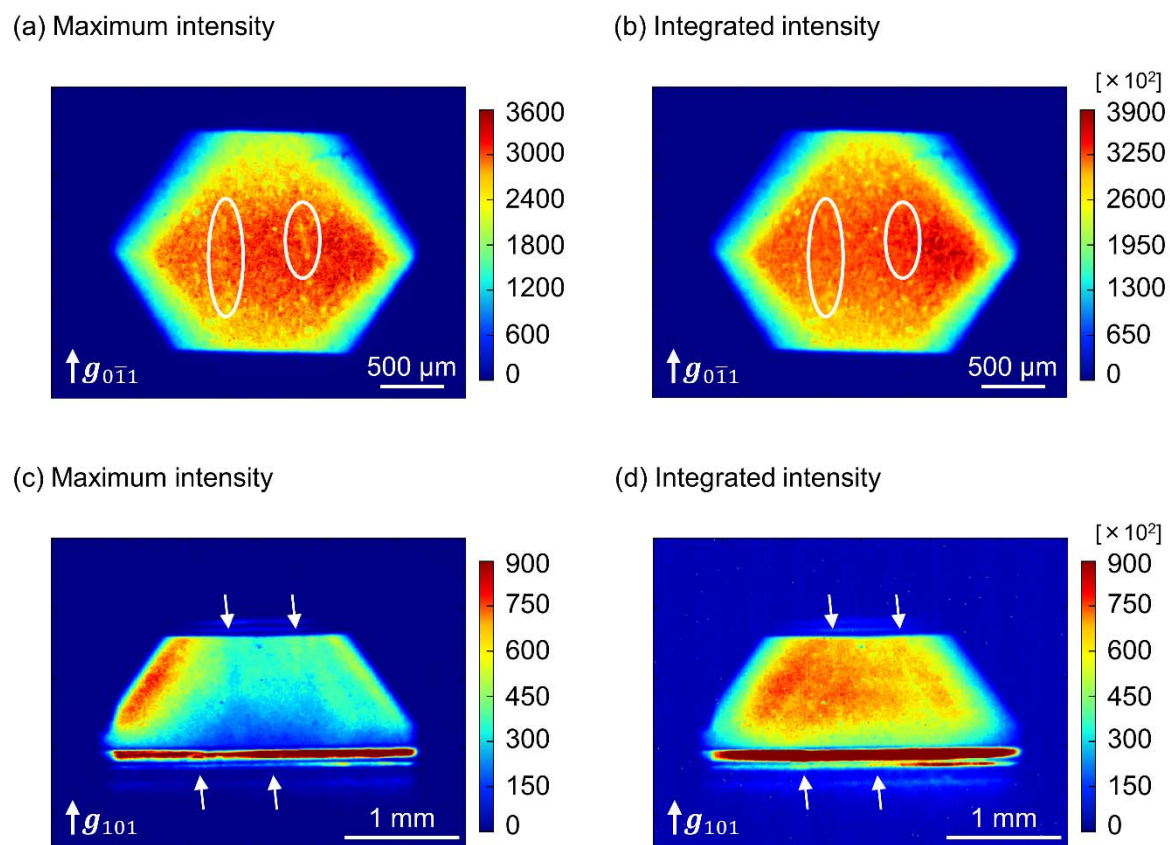 (a) Maximum intensity
3600
3000
2400
1800
1200
600
0
g01̅1
500 μm
(b) Integrated intensity
[×10²]
3900
3250
2600
1950
1300
650
0
g01̅1
500 μm
(c) Maximum intensity
900
750
600
450
300
150
0
g101
1 mm
(d) Integrated intensity
[×10²]
900
750
600
450
300
150
0
g101
1 mm